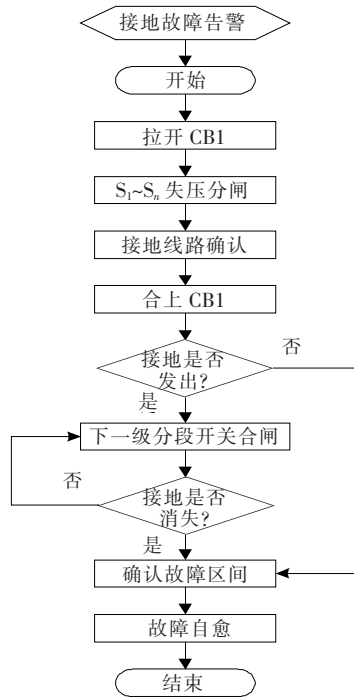 接地故障告警
开始
拉开 CB1
S₁~Sₙ 失压分闸
接地线路确认
合上 CB1
接地是否
发出?
否
是
下一级分段开关合闸
否
接地是否
消失?
是
确认故障区间
故障自愈
结束